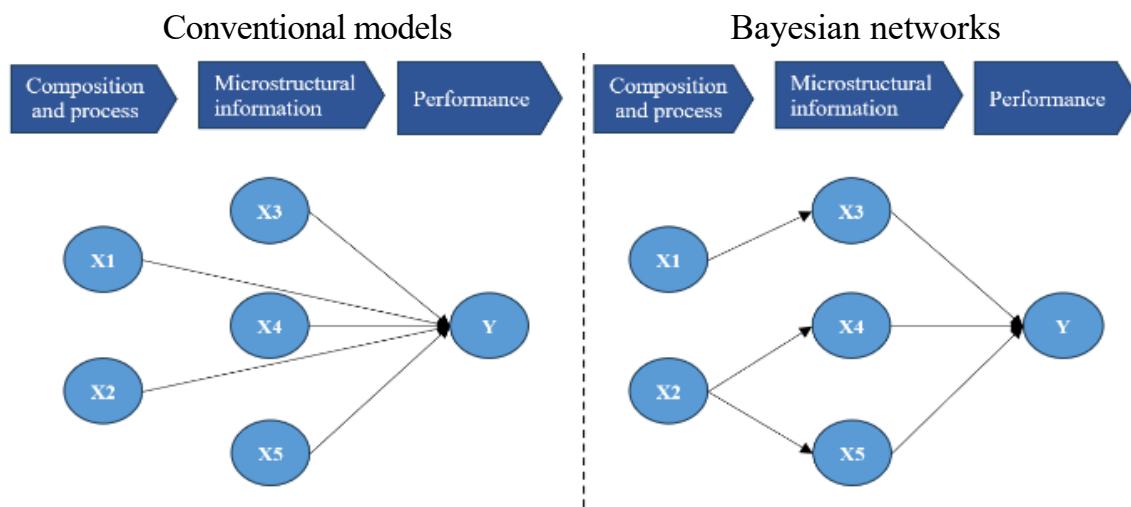 Conventional models
Bayesian networks
Composition
and process
Microstructural
information
Performance
Composition
and process
Microstructural
information
Performance
X3
X1
X4
Y
X2
X5
X3
X1
X4
Y
X2
X5